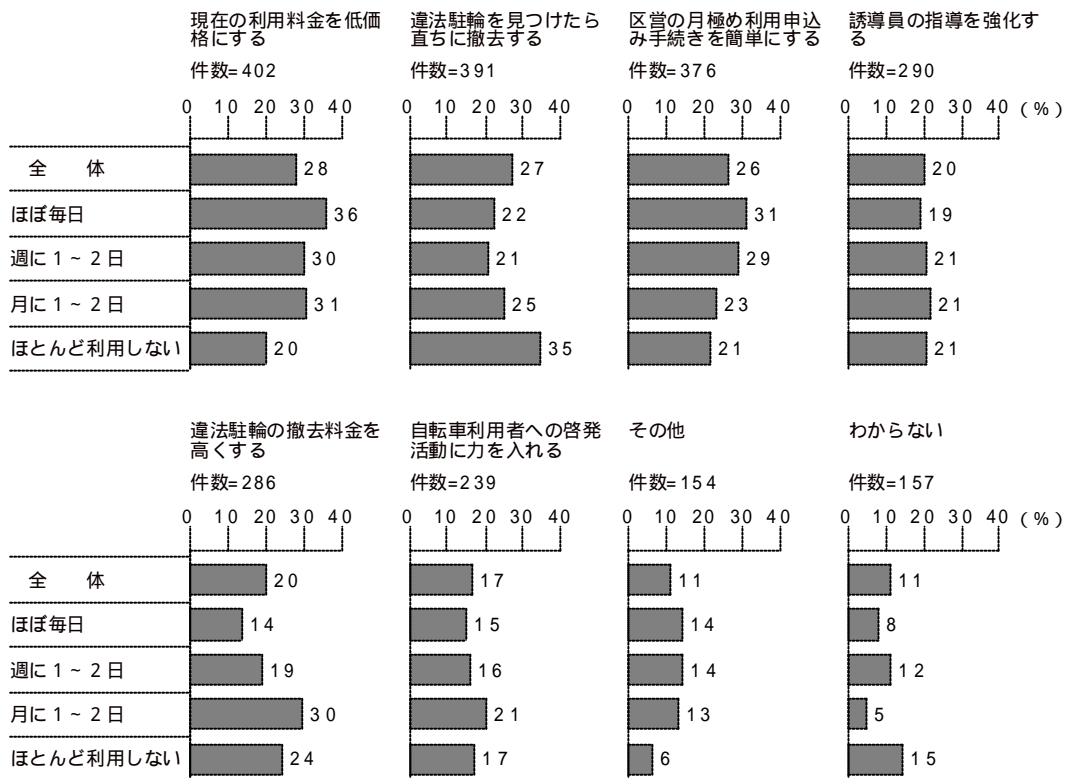 現在の利用料金を低価 違法駐輪を見つけたら 区営の月極め利用申込 誘導員の指導を強化す
格にする 直ちに撤去する み手続きを簡単にする る
件数=402 件数=391 件数=376 件数=290
0 10 20 30 40 0 10 20 30 40 0 10 20 30 40 0 10 20 30 40 (%)
全 体 28 27 26 20
ほぼ毎日 36 22 31 19
週に1~2日 30 21 29 21
月に1~2日 31 25 23 21
ほとんど利用しない 20 35 21 21
違法駐輪の撤去料金を 自転車利用者への啓発 その他 わからない
高くする 活動に力を入れる
件数=286 件数=239 件数=154 件数=157
0 10 20 30 40 0 10 20 30 40 0 10 20 30 40 0 10 20 30 40 (%)
全 体 20 17 11 11
ほぼ毎日 14 15 14 8
週に1~2日 19 16 14 12
月に1~2日 30 21 13 5
ほとんど利用しない 24 17 6 15